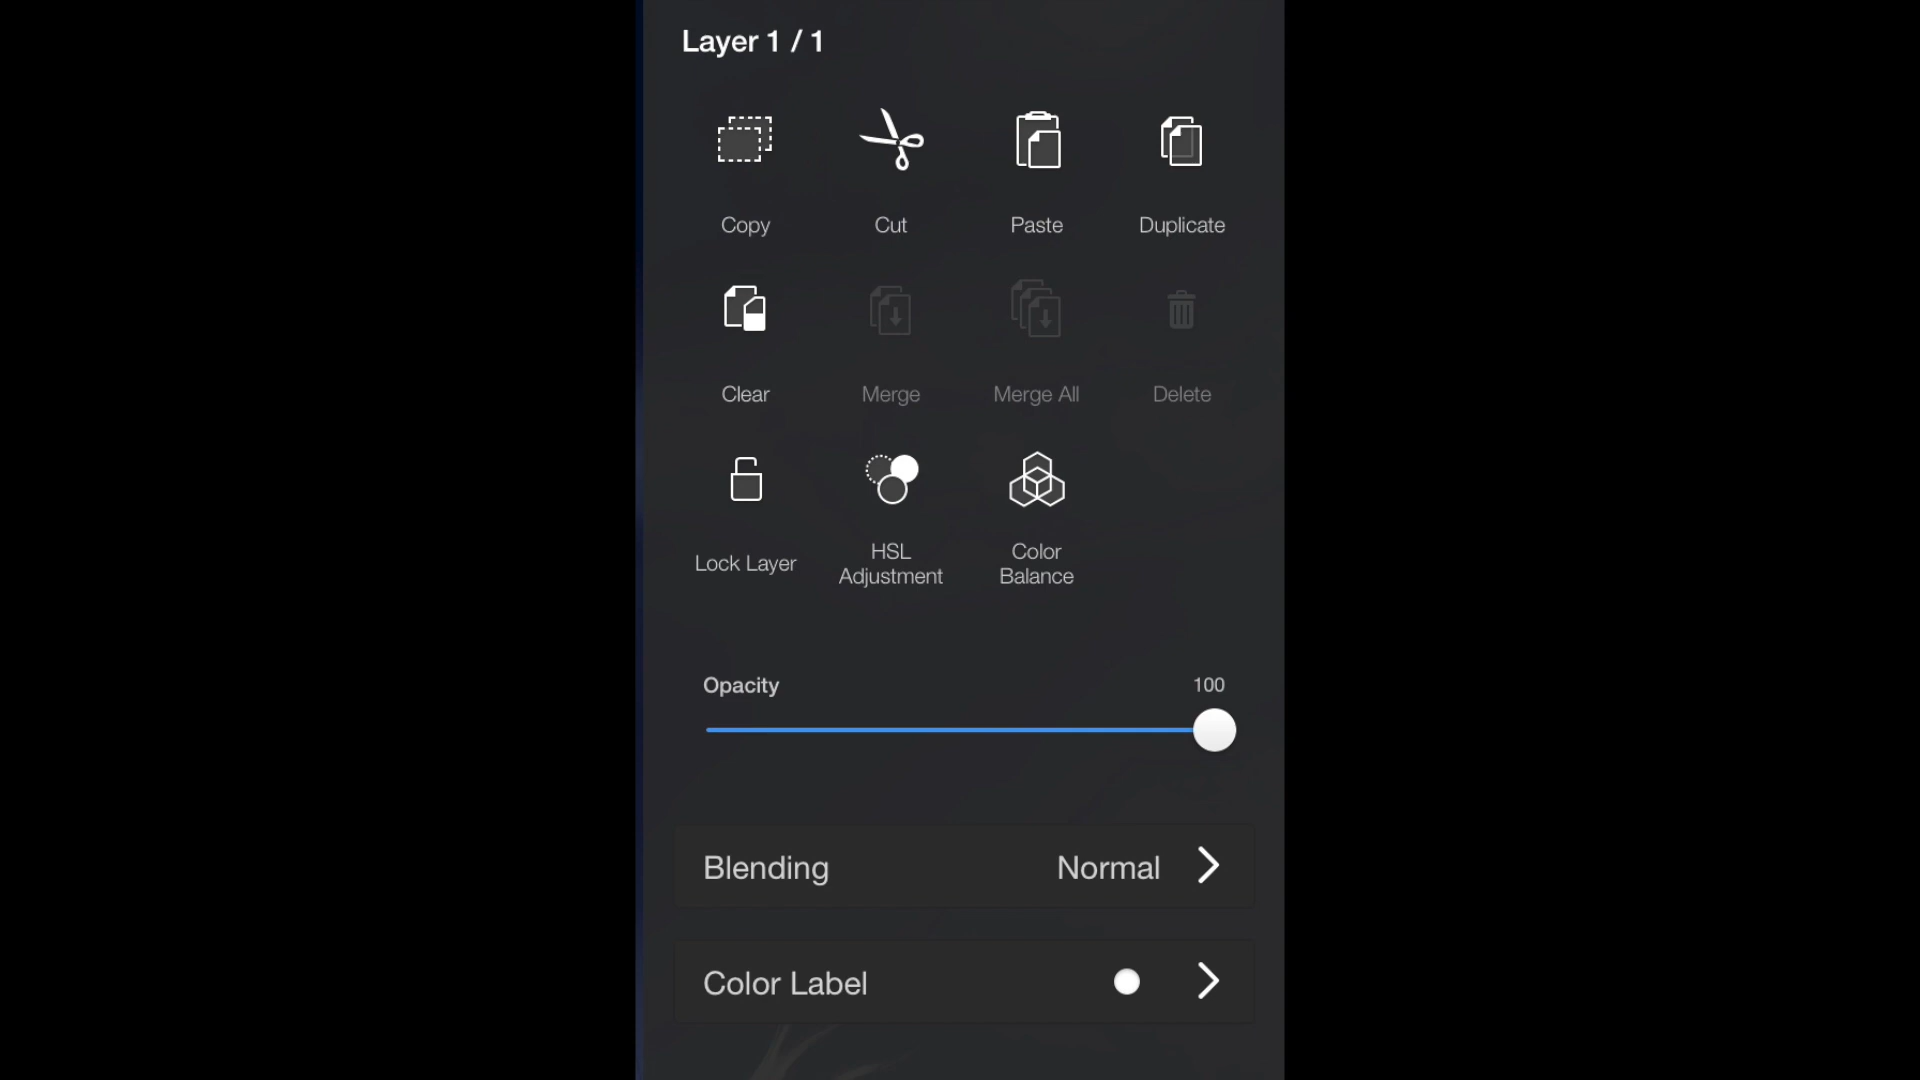 Layer 1 / 1
Copy
Cut
Paste
Duplicate
Clear
Merge
Merge All
Delete
Lock Layer
HSL
Adjustment
Color
Balance
Opacity
100
Blending
Normal
Color Label